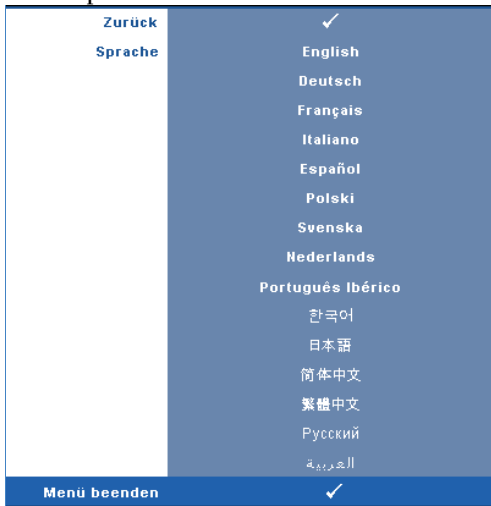 Zurück ✓
Sprache English
Deutsch
Français
Italiano
Español
Polski
Svenska
Nederlands
Português Ibérico
한국어
日本語
简体中文
繁體中文
Русский
العربية
Menü beenden ✓